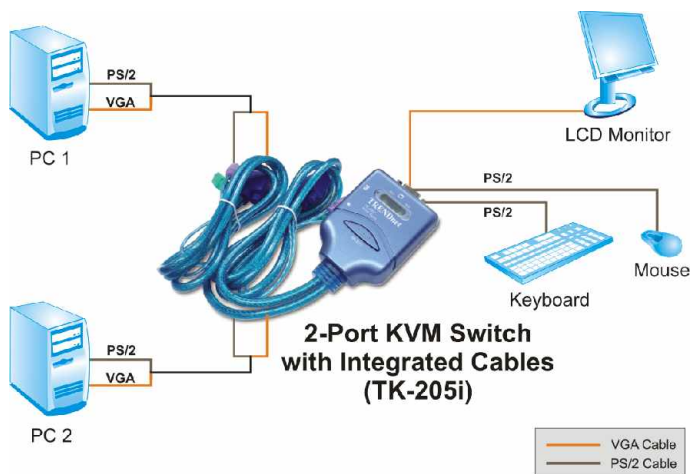 PS/2
VGA
PC 1
LCD Monitor
TRENDnet
PS/2
PS/2
Mouse
Keyboard
2-Port KVM Switch
with Integrated Cables
(TK-205i)
PS/2
VGA
PC 2
VGA Cable
PS/2 Cable